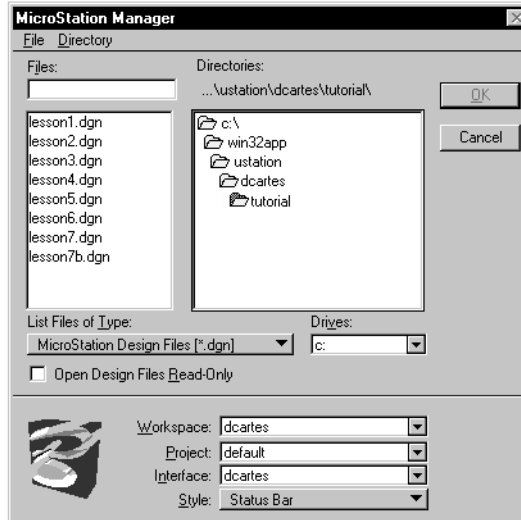 MicroStation Manager
File Directory
Files:
Directories:
...\ustation\dcartes\tutorial\
OK
Cancel
lesson1.dgn
lesson2.dgn
lesson3.dgn
lesson4.dgn
lesson5.dgn
lesson6.dgn
lesson7.dgn
lesson7b.dgn
c:\
win32app
ustation
dcartes
tutorial
List Files of Type:
MicroStation Design Files [*.dgn]
Drives:
c:
Open Design Files Read-Only
Workspace: dcartes
Project: default
Interface: dcartes
Style: Status Bar